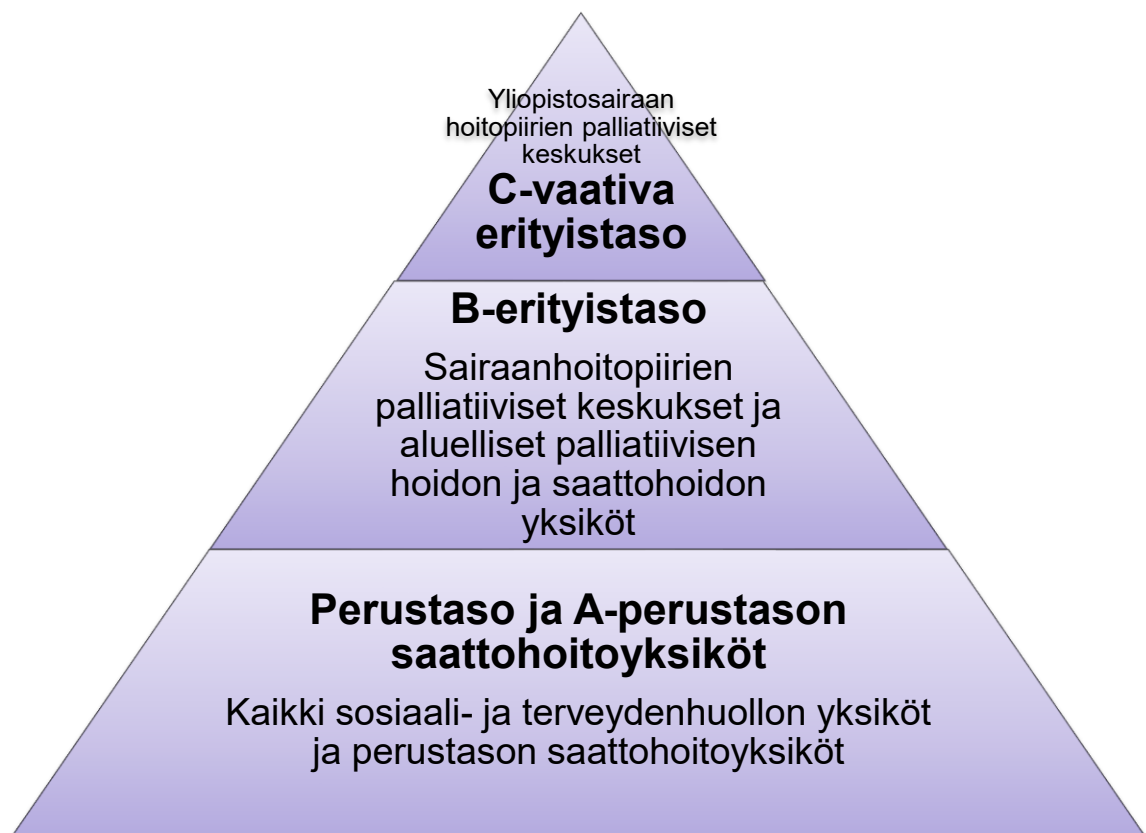 Yliopistosairaan
hoitopiirien palliatiiviset
keskukset
C-vaativa
erityistaso
B-erityistaso
Sairaanhoitopiirien
palliatiiviset keskukset ja
aluelliset palliatiivisen
hoidon ja saattohoidon
yksiköt
Perustaso ja A-perustason
saattohoitoyksiköt
Kaikki sosiaali- ja terveydenhuollon yksiköt
ja perustason saattohoitoyksiköt